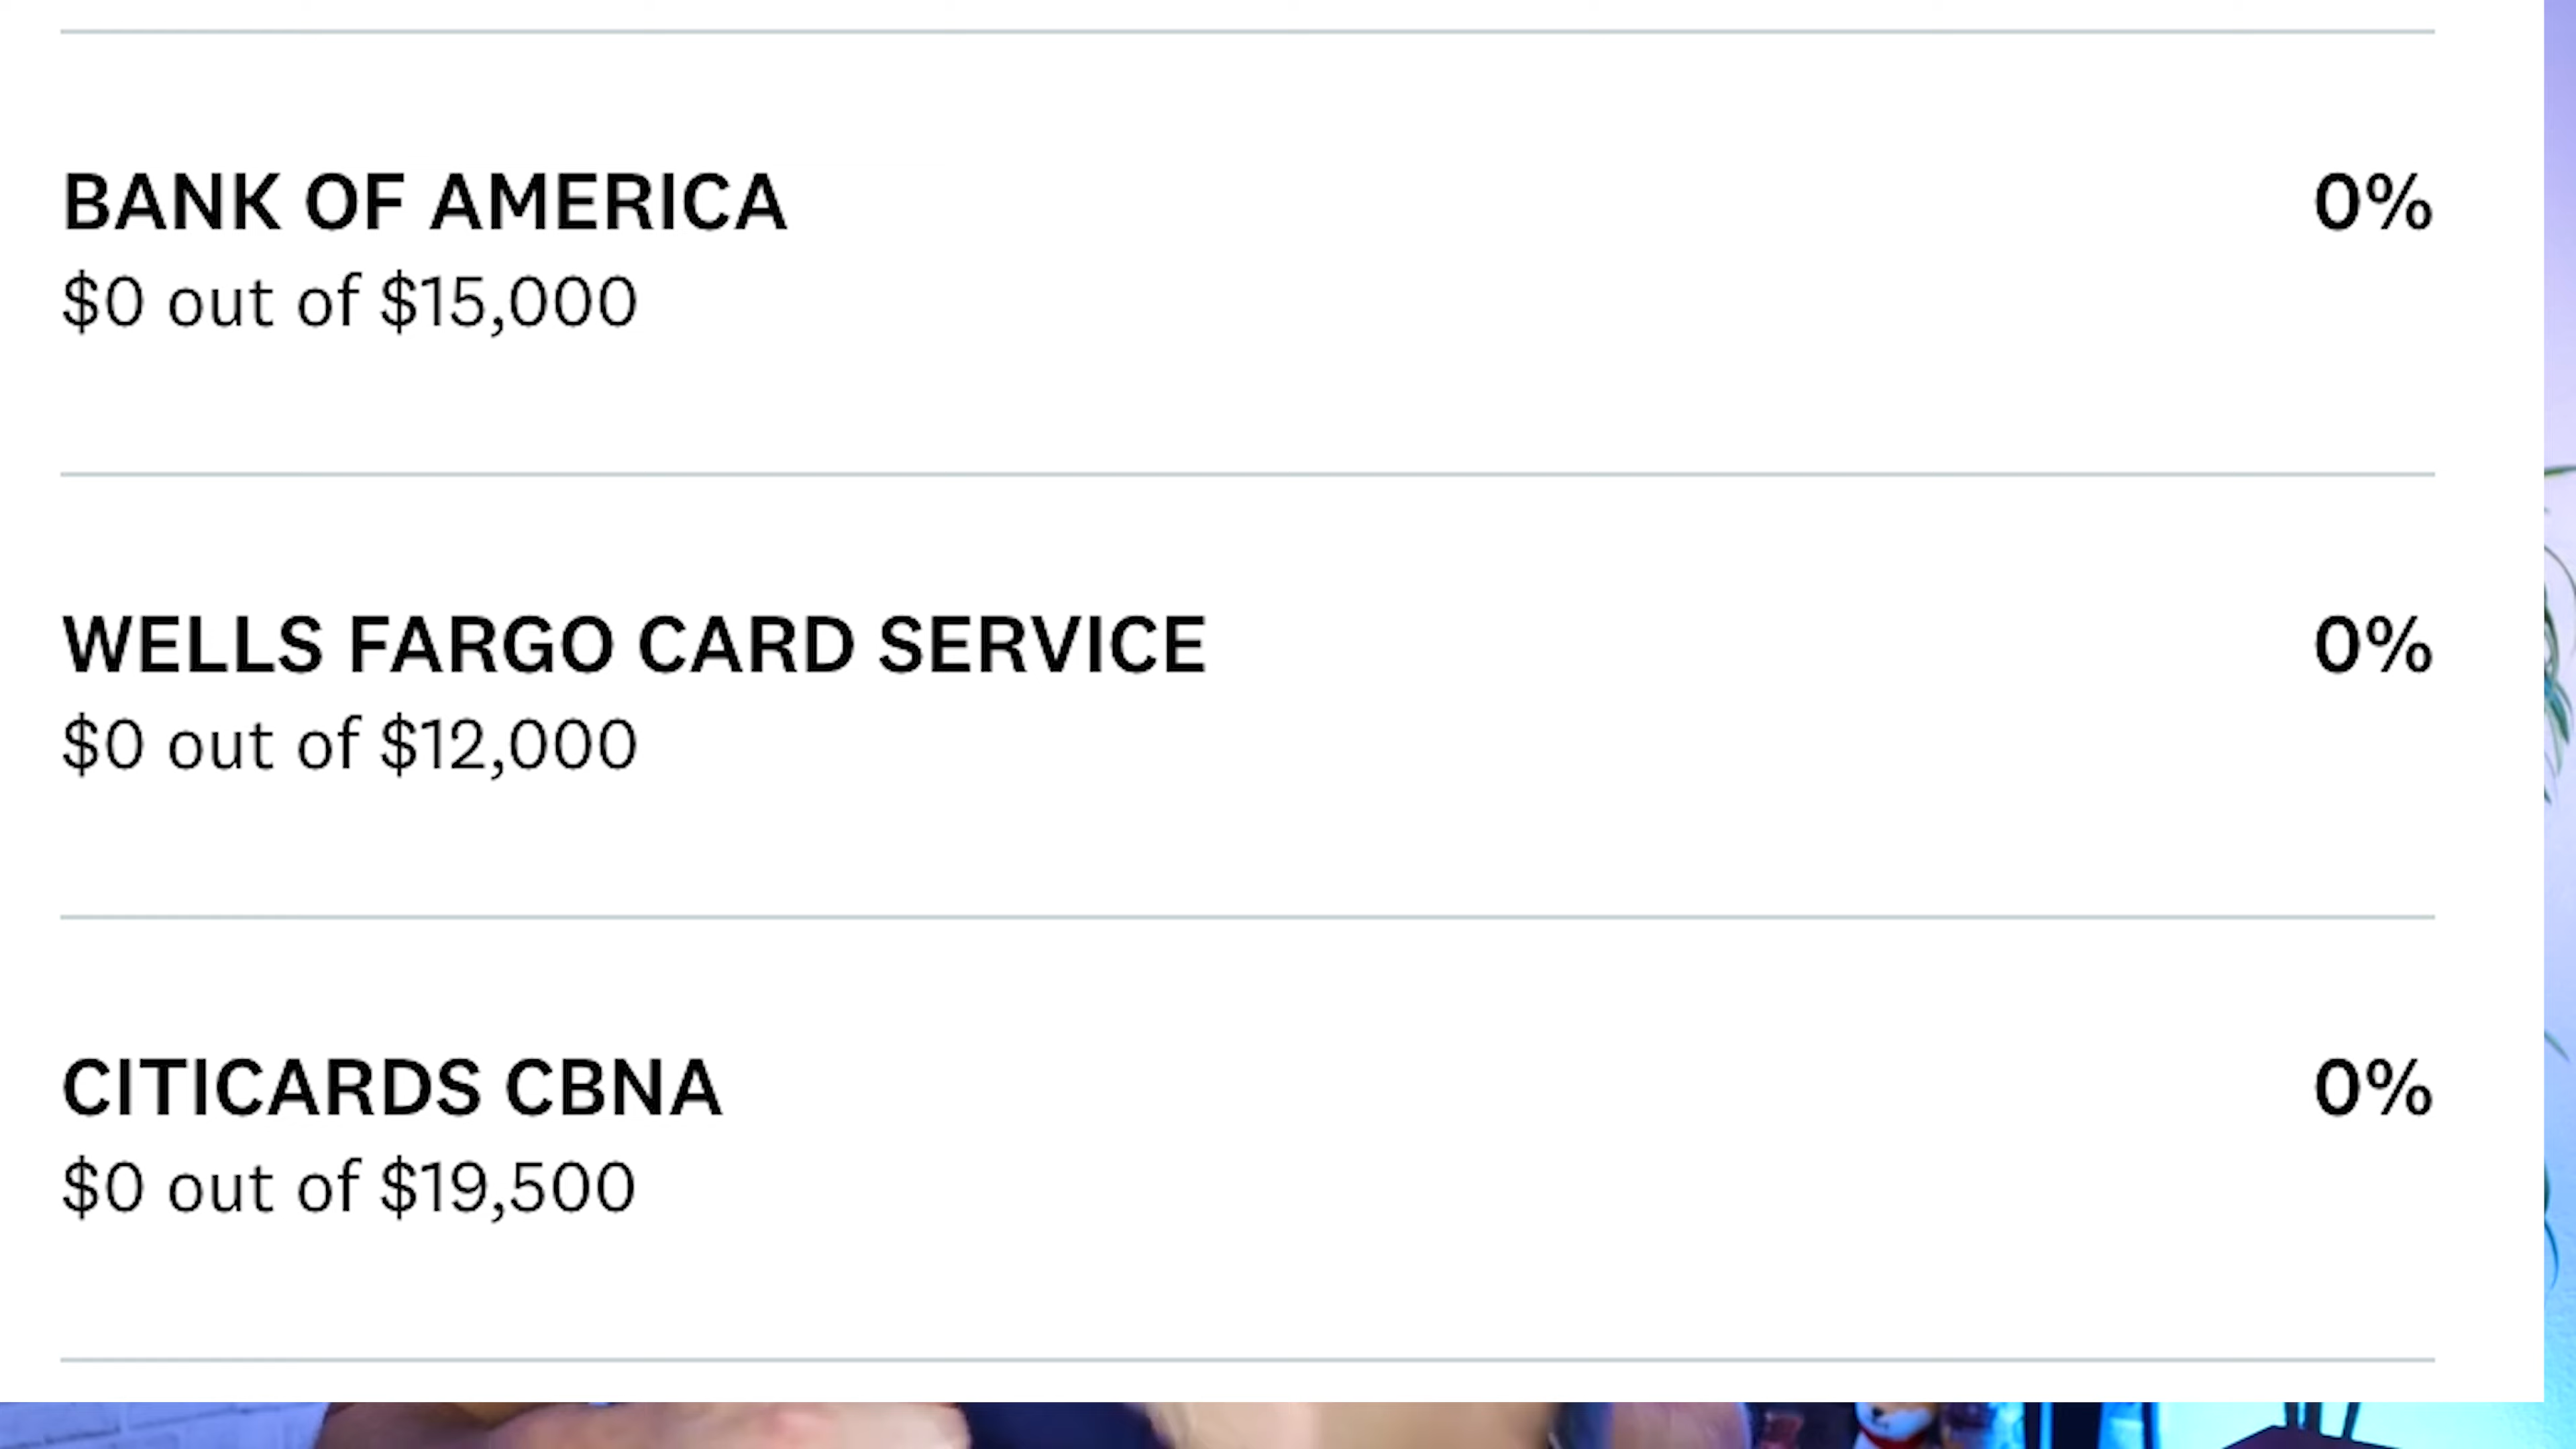 BANK OF AMERICA 0%
$0 out of $15,000
WELLS FARGO CARD SERVICE 0%
$0 out of $12,000
CITICARDS CBNA 0%
$0 out of $19,500